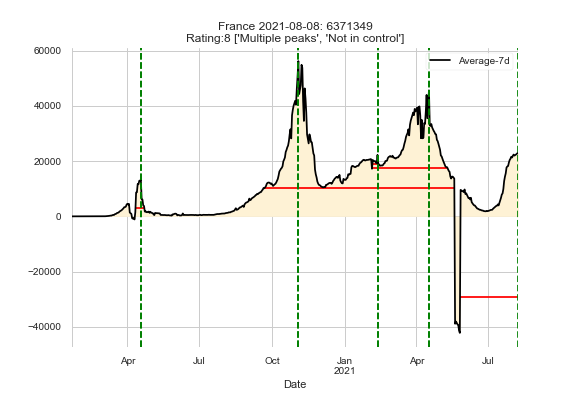 France 2021-08-08: 6371349
Rating:8 ['Multiple peaks', 'Not in control']
Average-7d
60000
40000
20000
0
−20000
−40000
Apr
Jul
Oct
Jan
2021
Apr
Jul
Date